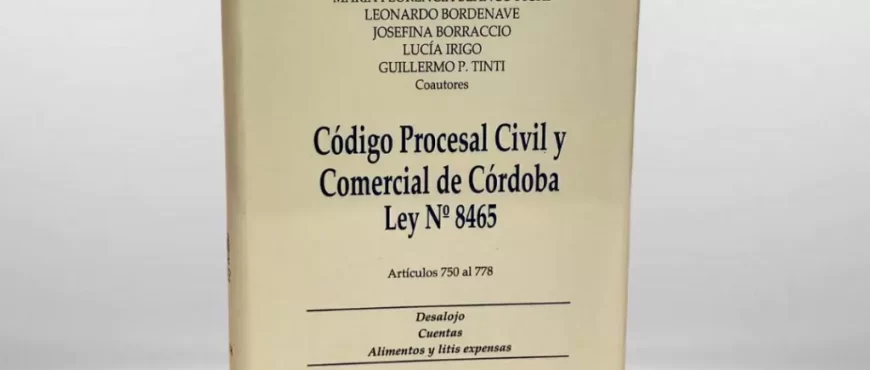 LEONARDO BORDENAVE
JOSEFINA BORRACCIO
LUCÍA IRIGO
GUILLERMO P. TINTI
Coautores
Código Procesal Civil y
Comercial de Córdoba
Ley Nº 8465
Artículos 750 al 778
Desalojo
Cuentas
Alimentos y litis expensas